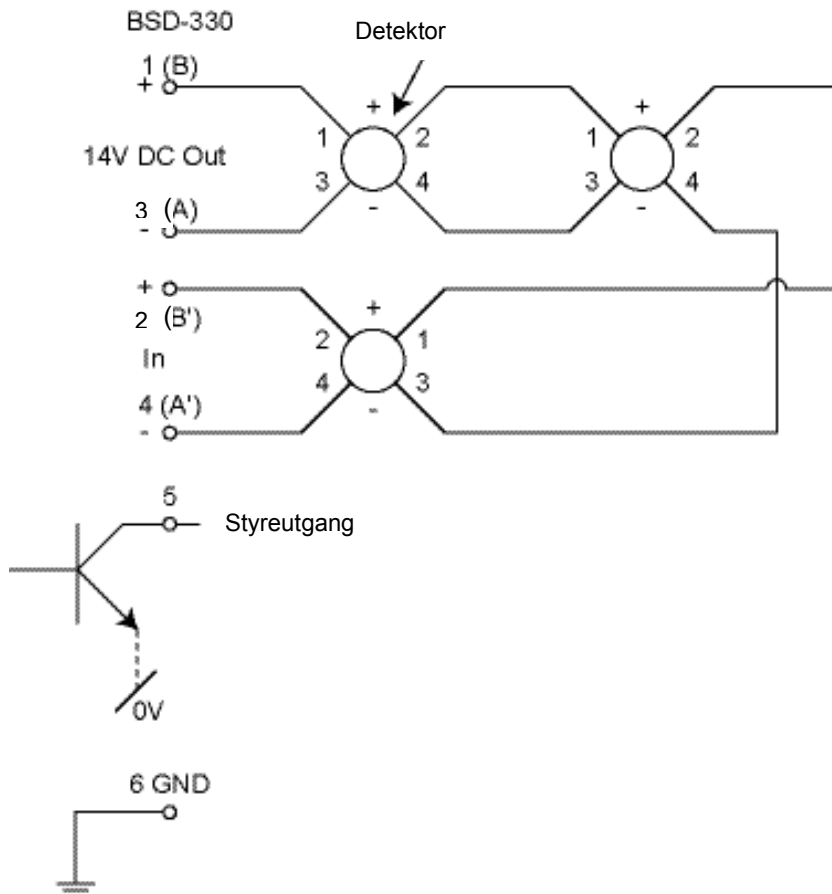 BSD-330
Detektor
1 (B)
+
+
+
1
2
1
2
14V DC Out
3
4
3
4
3 (A)
-
-
-
+
2 (B')
+
2
1
In
4
3
4 (A')
-
-
5
Styreutgang
0V
6 GND